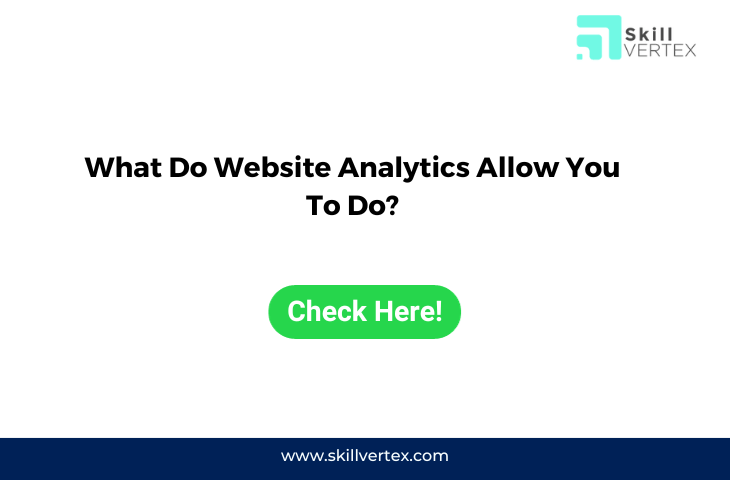 Skill
VERTEX
What Do Website Analytics Allow You
To Do?
Check Here!
www.skillvertex.com